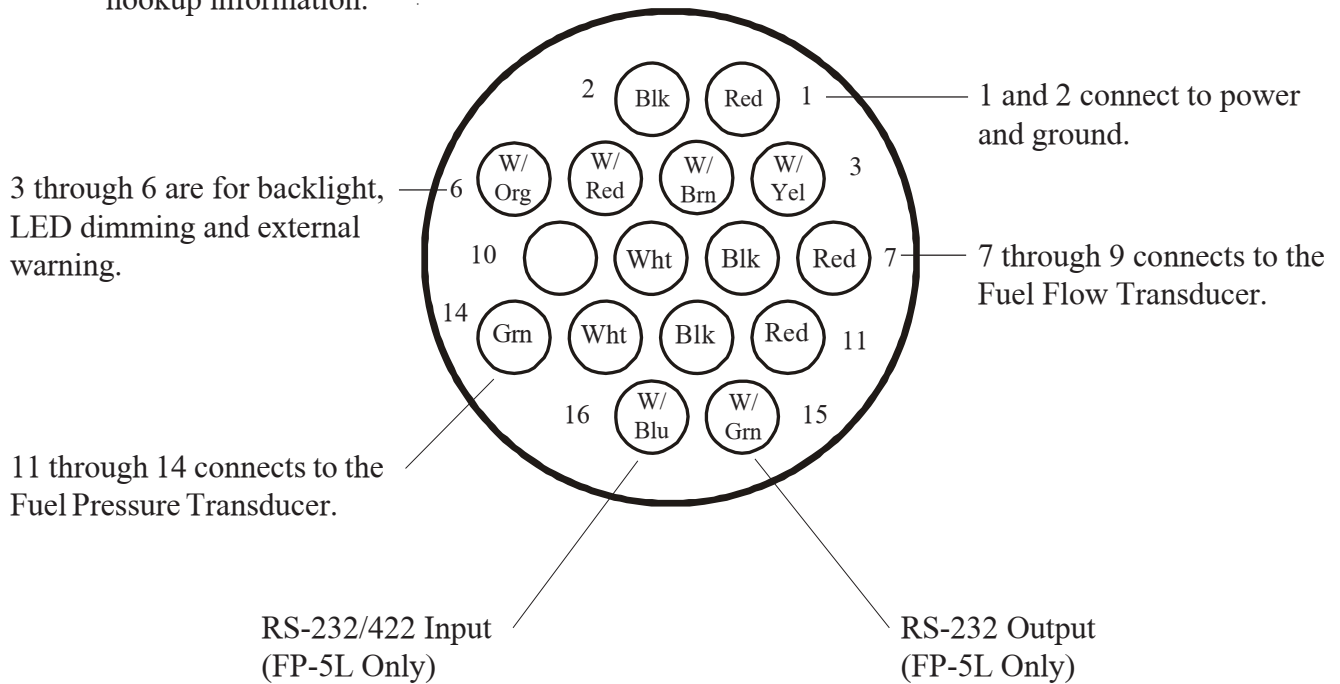 hookup information.
2
Blk
Red
1
1 and 2 connect to power
and ground.
3 through 6 are for backlight,
LED dimming and external
warning.
6
W/
Org
W/
Red
W/
Brn
W/
Yel
3
10
Wht
Blk
Red
7
7 through 9 connects to the
Fuel Flow Transducer.
14
Grn
Wht
Blk
Red
11
16
W/
Blu
W/
Grn
15
11 through 14 connects to the
Fuel Pressure Transducer.
RS-232/422 Input
(FP-5L Only)
RS-232 Output
(FP-5L Only)